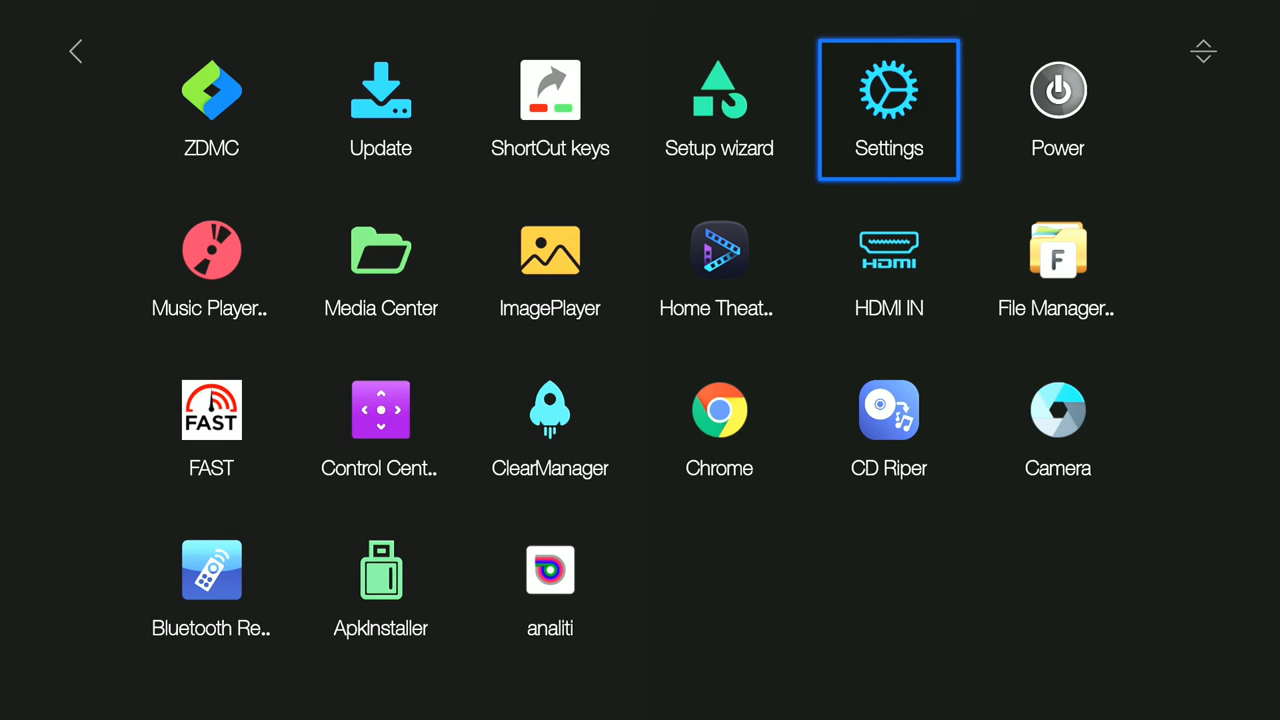 ZDMC
Update
ShortCut keys
Setup wizard
Settings
Power
Music Player..
Media Center
ImagePlayer
Home Theat..
HDMI
HDMI IN
F
File Manager..
FAST
FAST
Control Cent..
ClearManager
Chrome
CD Riper
Camera
Bluetooth Re..
ApkInstaller
analiti